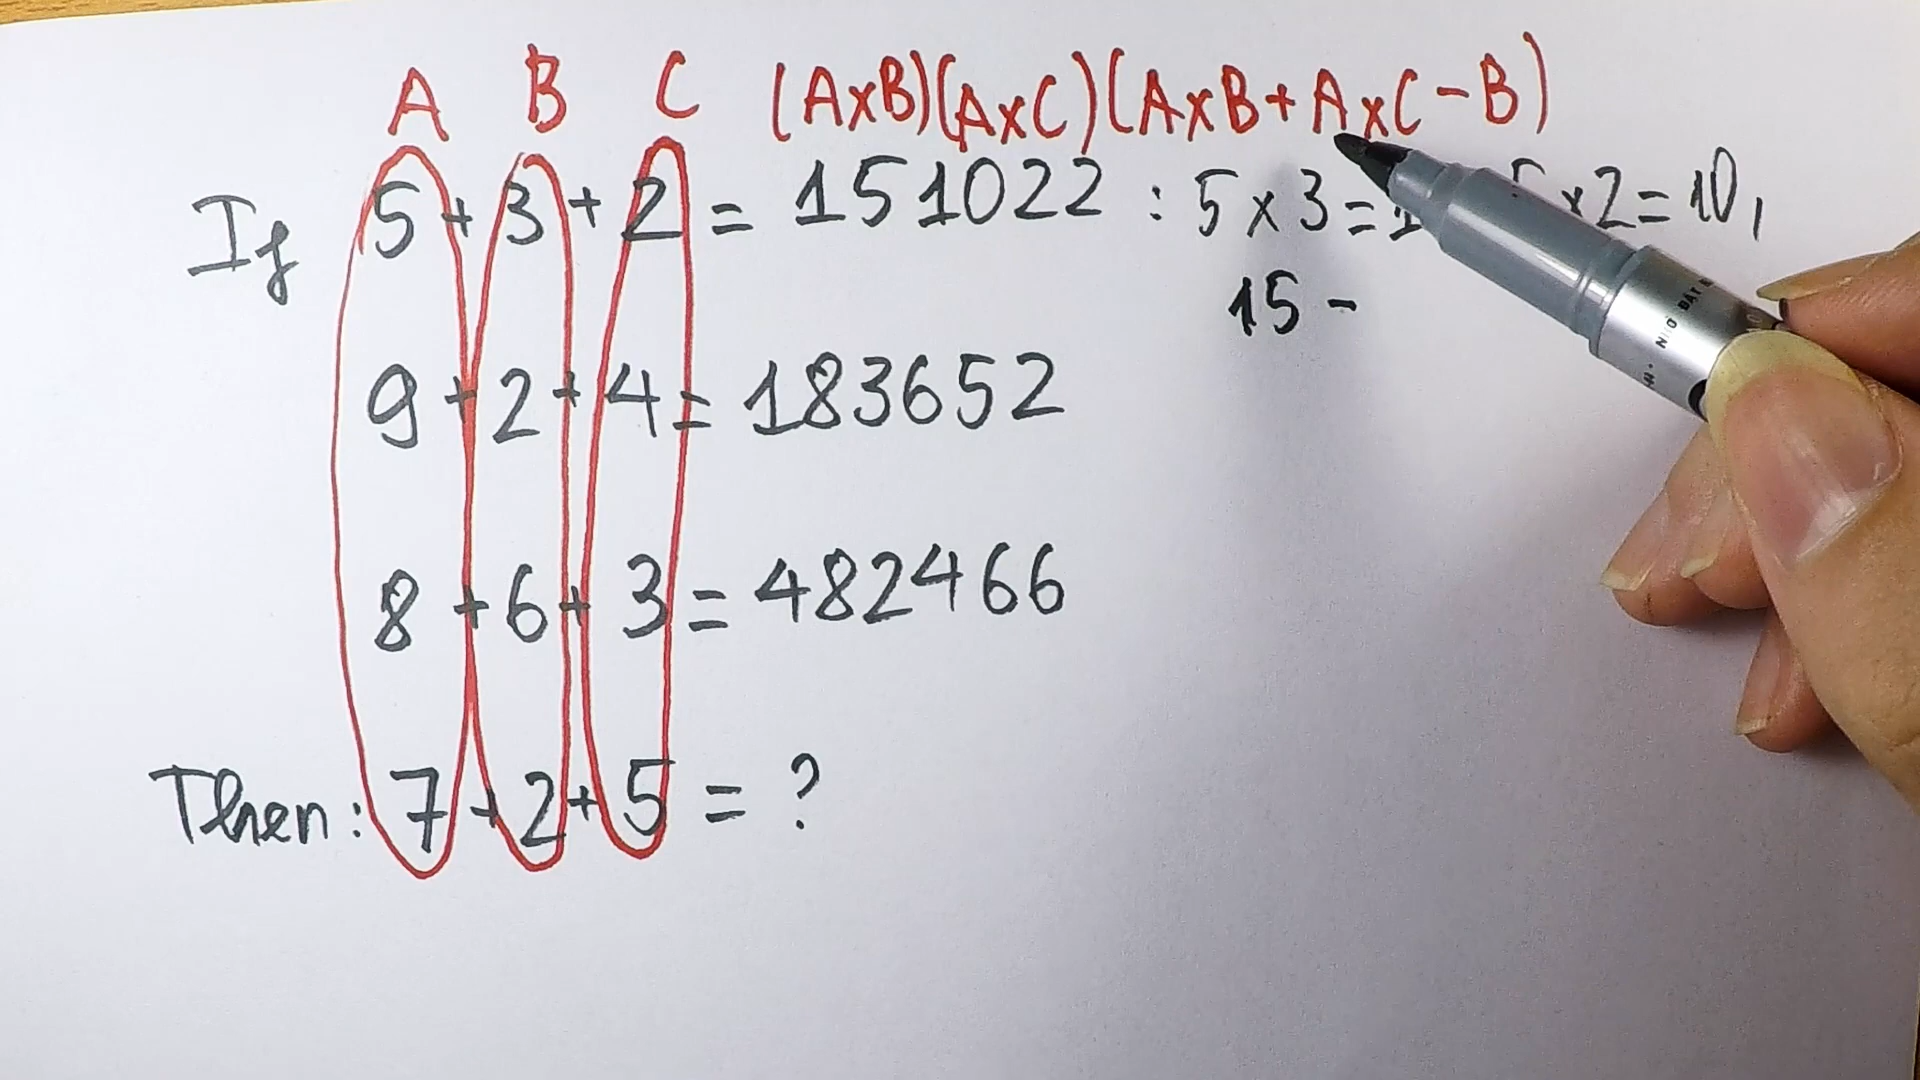 A B C (AxB)(AxC)(AxB+AxC-B)
If 5+3+2 = 151022 : 5x3= x2=10,
15 -
9+2+4 = 183652
8+6+3 = 482466
Then: 7+2+5 = ?